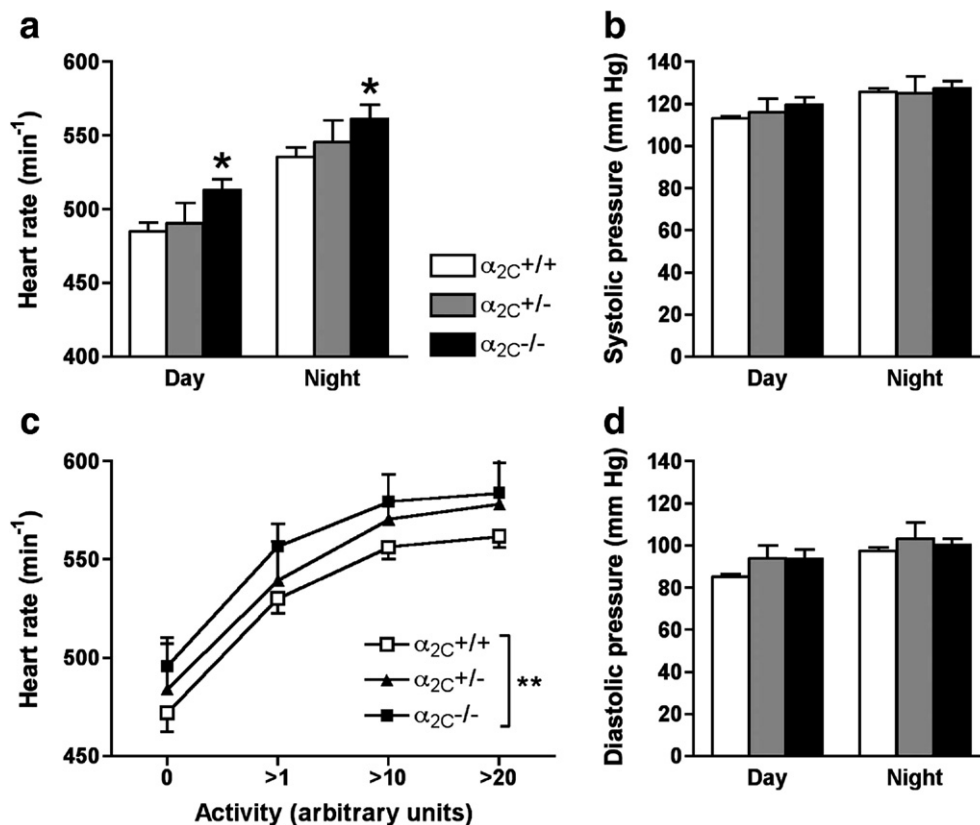 a
Heart rate (min⁻¹)
600
550
500
450
400
*
*
Day
Night
α2C+/+
α2C+/-
α2C-/-
b
Systolic pressure (mm Hg)
140
120
100
80
60
40
20
0
Day
Night
c
Heart rate (min⁻¹)
600
550
500
450
α2C+/+
α2C+/-
α2C-/-
**
0
>1
>10
>20
Activity (arbitrary units)
d
Diastolic pressure (mm Hg)
140
120
100
80
60
40
20
0
Day
Night